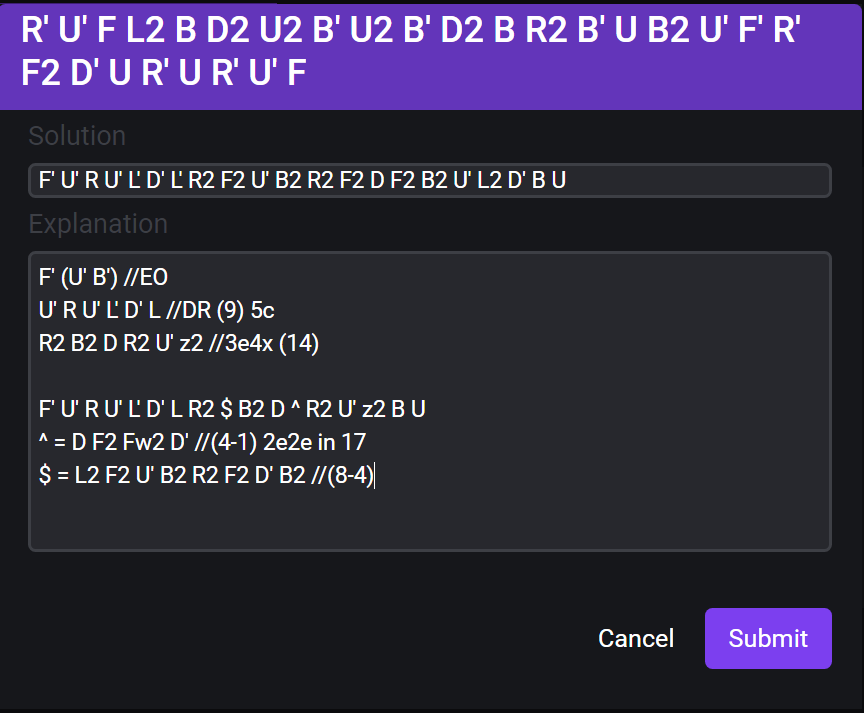 R' U' F L2 B D2 U2 B' U2 B' D2 B R2 B' U B2 U' F' R'
F2 D' U R' U R' U' F
Solution
F' U' R U' L' D' L' R2 F2 U' B2 R2 F2 D F2 B2 U' L2 D' B U
Explanation
F' (U' B') //EO
U' R U' L' D' L //DR (9) 5c
R2 B2 D R2 U' z2 //3e4x (14)
F' U' R U' L' D' L R2 $ B2 D ^ R2 U' z2 B U
^ = D F2 Fw2 D' //(4-1) 2e2e in 17
$ = L2 F2 U' B2 R2 F2 D' B2 //(8-4)
Cancel Submit